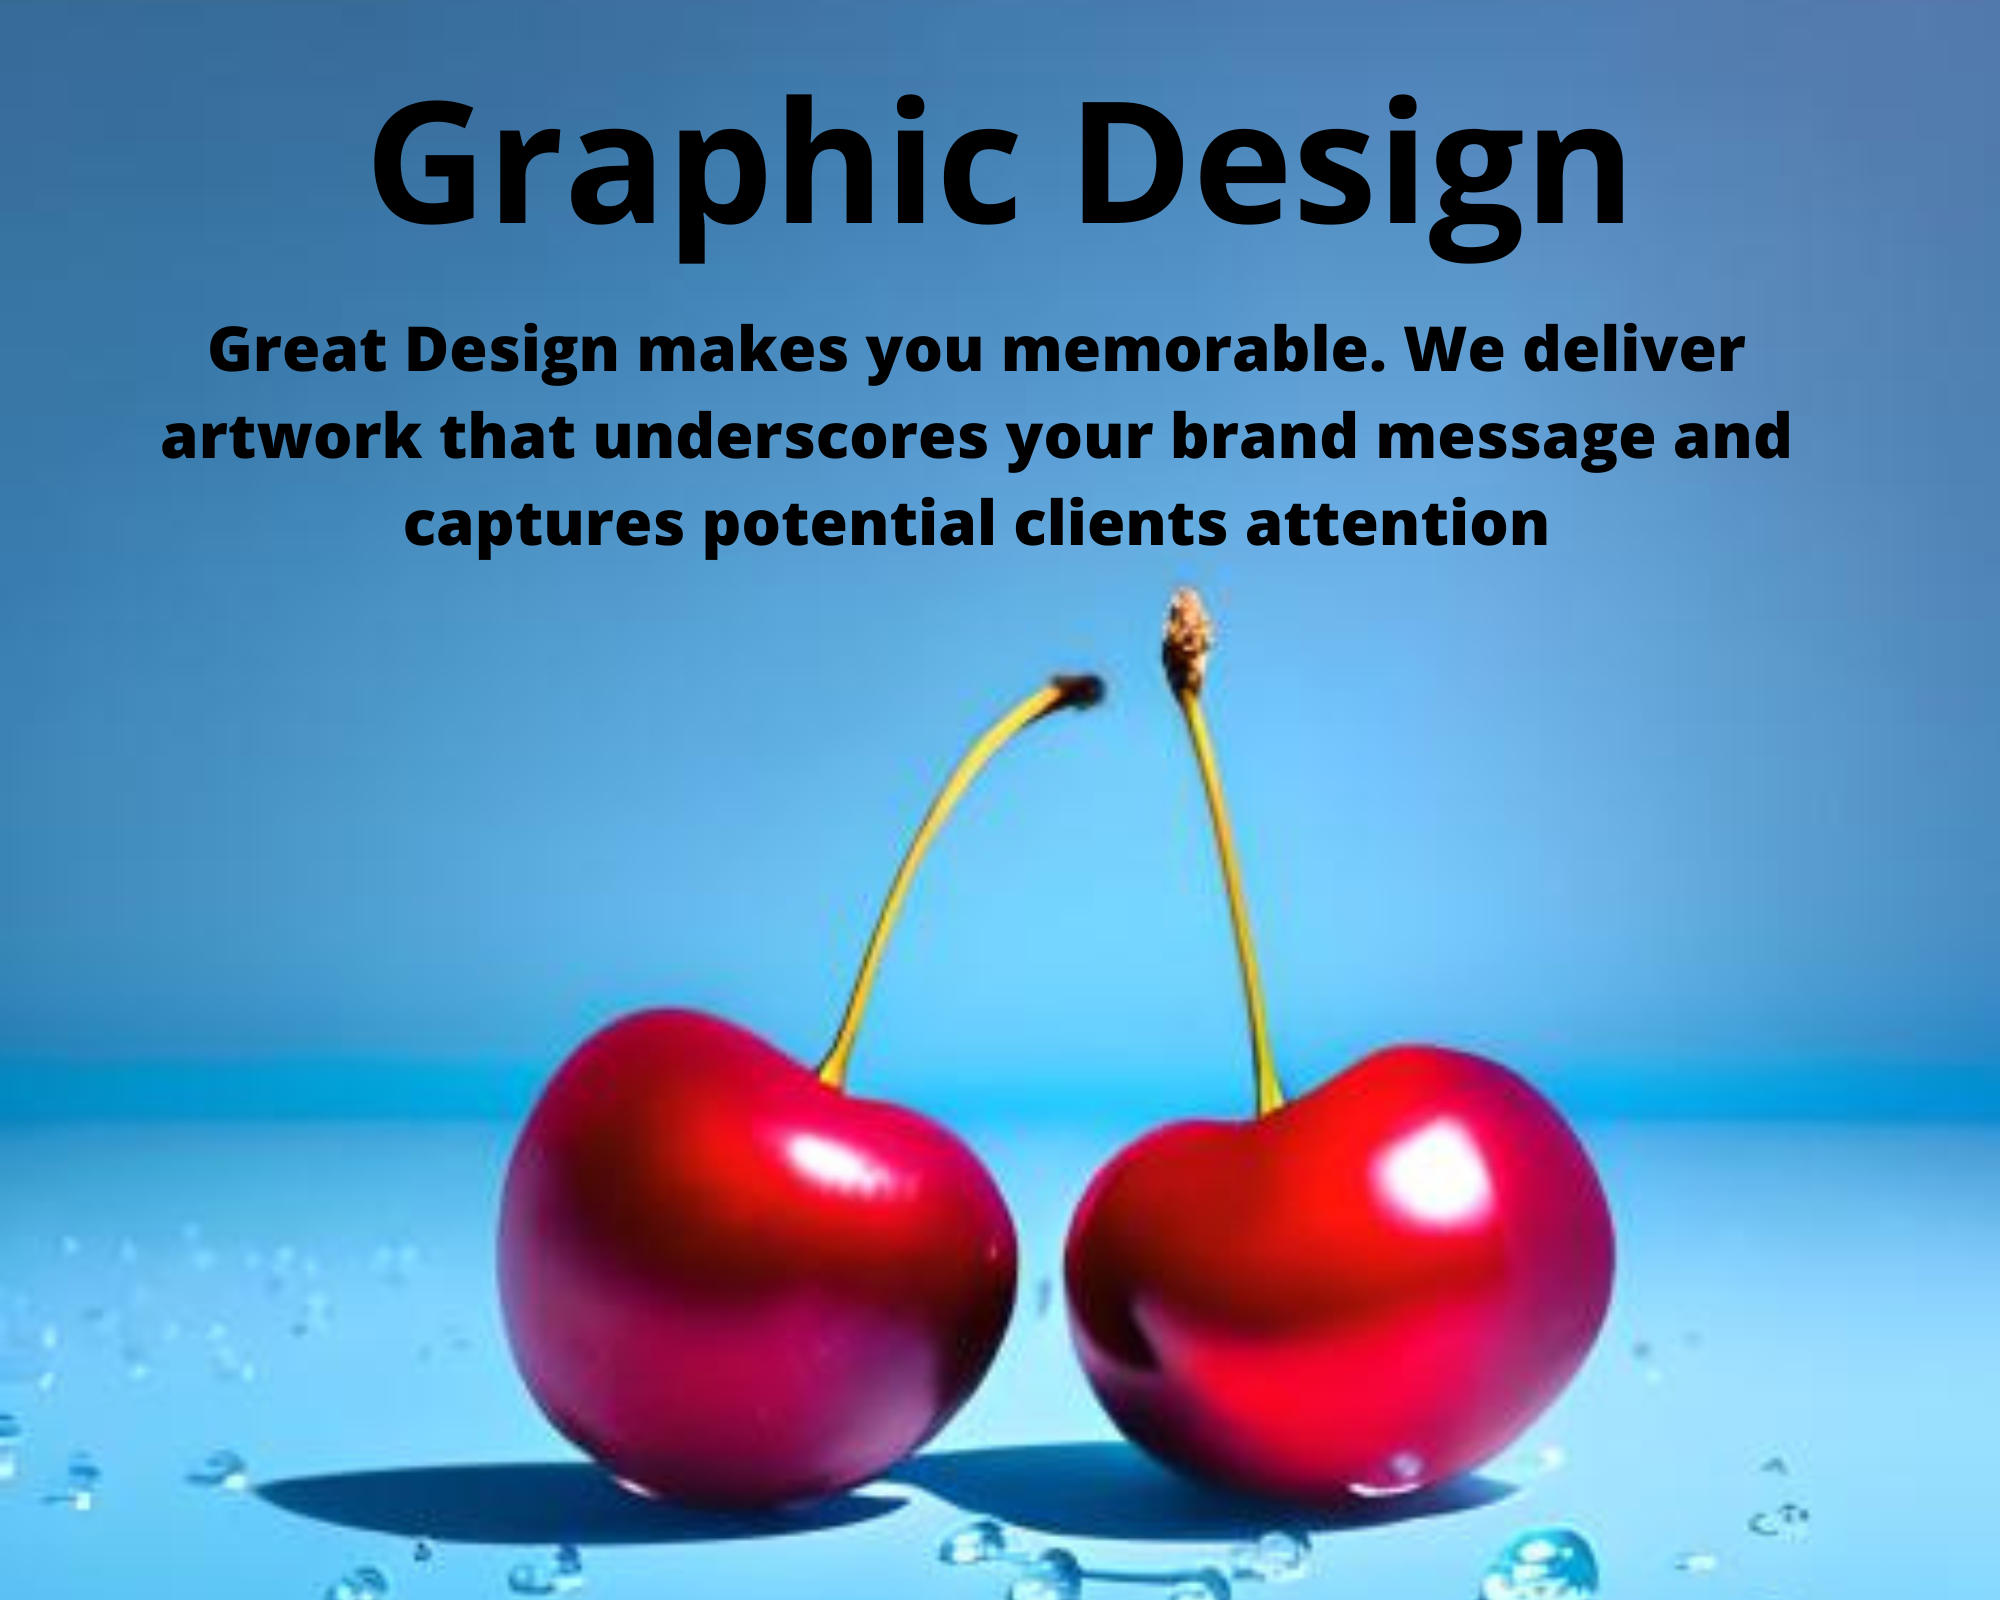 Graphic Design
Great Design makes you memorable. We deliver
artwork that underscores your brand message and
captures potential clients attention